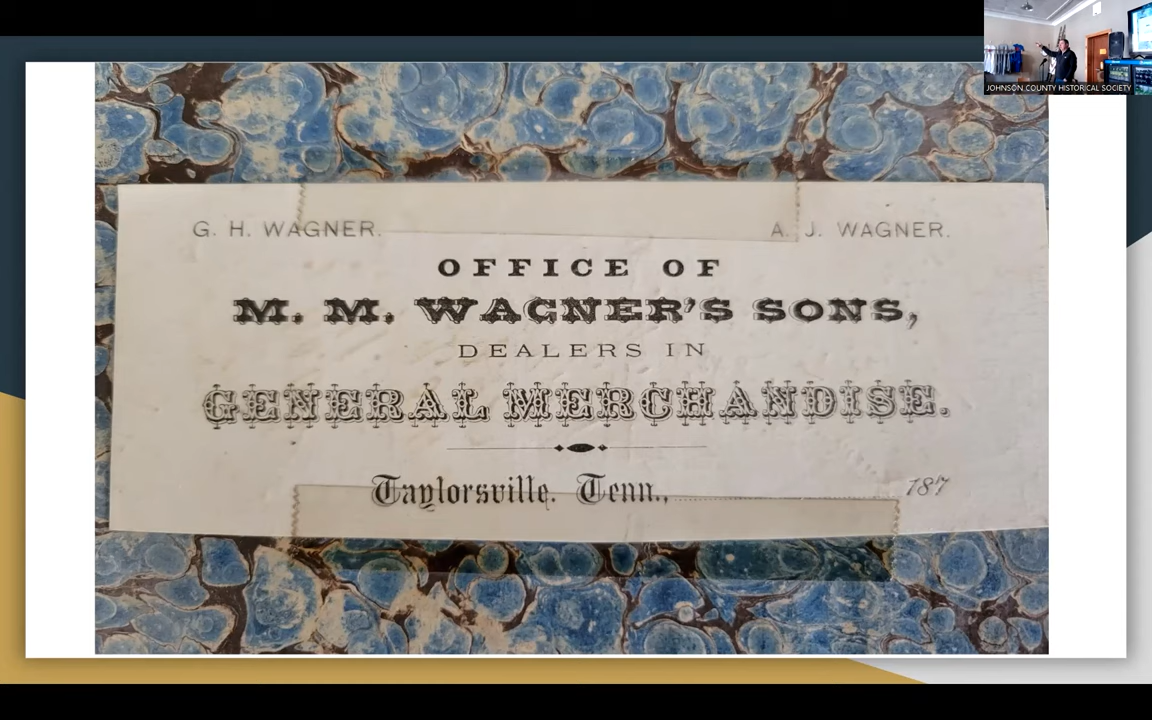 JOHNSON COUNTY HISTORICAL SOCIETY
G. H. WAGNER. A. J. WAGNER.
OFFICE OF
M. M. WAGNER'S SONS,
DEALERS IN
GENERAL MERCHANDISE.
Taylorsville. Tenn., 187